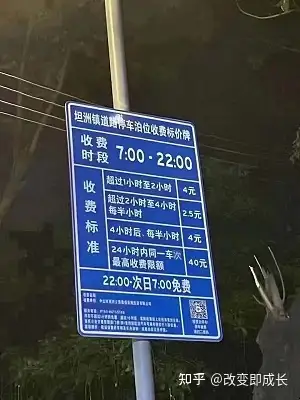 坦洲镇道路停车泊位收费标价牌
收费时段 7:00 - 22:00
收费标准
超过1小时至2小时 4元
超过2小时至4小时
每半小时 2.5元
4小时后、每半小时 4元
24小时内同一车次
最高收费限额 40元
22:00-次日7:00免费
知乎 @改变即成长